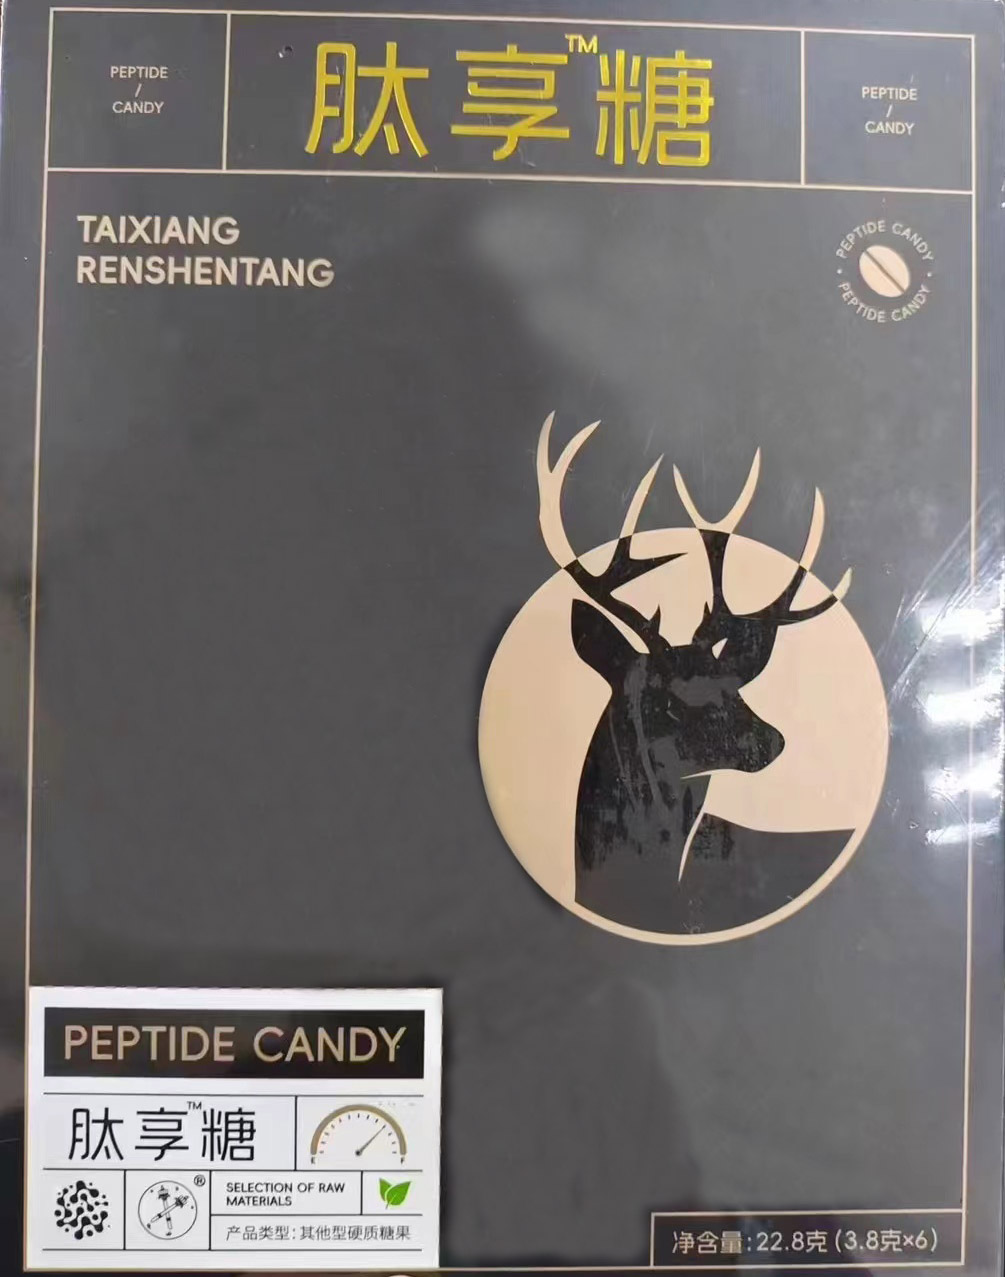 PEPTIDE
/
CANDY
肽享糖™
PEPTIDE
/
CANDY
TAIXIANG
RENSHENTANG
PEPTIDE CANDY · PEPTIDE CANDY ·
PEPTIDE CANDY
肽享糖™
®
SELECTION OF RAW
MATERIALS
产品类型:其他型硬质糖果
净含量:22.8克(3.8克×6)